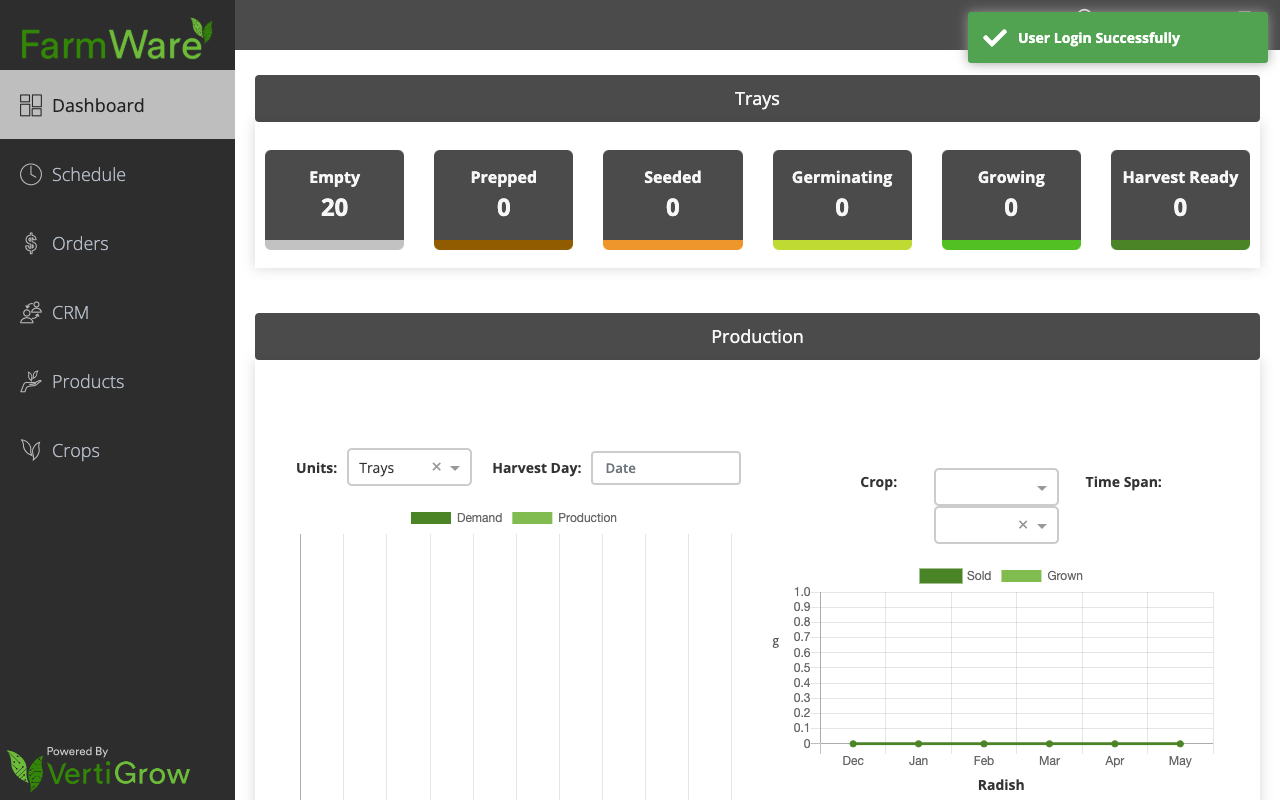 FarmWare
User Login Successfully
Dashboard
Schedule
Orders
CRM
Products
Crops
Powered By
VertiGrow
Trays
Empty
20
Prepped
0
Seeded
0
Germinating
0
Growing
0
Harvest Ready
0
Production
Units: Trays × Harvest Day: Date
Demand Production
Crop: Time Span:
×
Sold Grown
1.0
0.9
0.8
0.7
g
0.6
0.5
0.4
0.3
0.2
0.1
0
Dec Jan Feb Mar Apr May
Radish